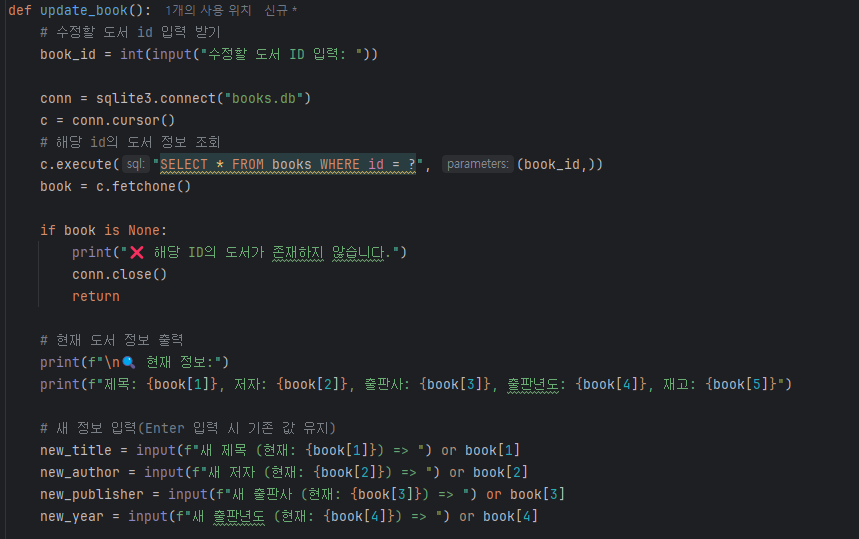 def update_book():  1개의 사용 위치  신규 *
    # 수정할 도서 id 입력 받기
    book_id = int(input("수정할 도서 ID 입력: "))
    conn = sqlite3.connect("books.db")
    c = conn.cursor()
    # 해당 id의 도서 정보 조회
    c.execute( sql: "SELECT * FROM books WHERE id = ?",  parameters: (book_id,))
    book = c.fetchone()
    if book is None:
        print("❌ 해당 ID의 도서가 존재하지 않습니다.")
        conn.close()
        return
    # 현재 도서 정보 출력
    print(f"\n🔍 현재 정보:")
    print(f"제목: {book[1]}, 저자: {book[2]}, 출판사: {book[3]}, 출판년도: {book[4]}, 재고: {book[5]}")
    # 새 정보 입력(Enter 입력 시 기존 값 유지)
    new_title = input(f"새 제목 (현재: {book[1]}) => ") or book[1]
    new_author = input(f"새 저자 (현재: {book[2]}) => ") or book[2]
    new_publisher = input(f"새 출판사 (현재: {book[3]}) => ") or book[3]
    new_year = input(f"새 출판년도 (현재: {book[4]}) => ") or book[4]